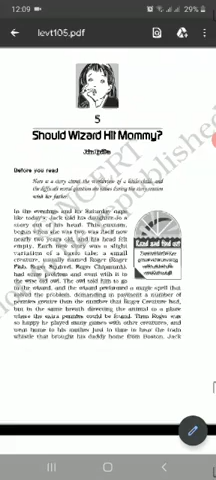 12:09
29%
levt105.pdf
5
Should Wizard Hit Mommy?
John Updike
Before you read
Here is a story about the worldview of a little child, and
the difficult moral question she raises during the story session
with her father.
In the evenings and for Saturday naps
like today's, Jack told his daughter Jo a
story out of his head. This custom,
began when she was two, was itself now
nearly two years old, and his head felt
empty. Each new story was a slight
variation of a basic tale: a small
creature, usually named Roger (Roger
Fish, Roger Squirrel, Roger Chipmunk),
had some problem and went with it to
the wise old owl. The owl told him to go
to the wizard, and the wizard performed a magic spell that
solved the problem, demanding in payment a number of
pennies greater than the number that Roger Creature had,
but in the same breath directing the animal to a place
where the extra pennies could be found. Then Roger was
so happy he played many games with other creatures, and
went home to his mother just in time to hear the train
whistle that brought his daddy home from Boston. Jack
Read and find out